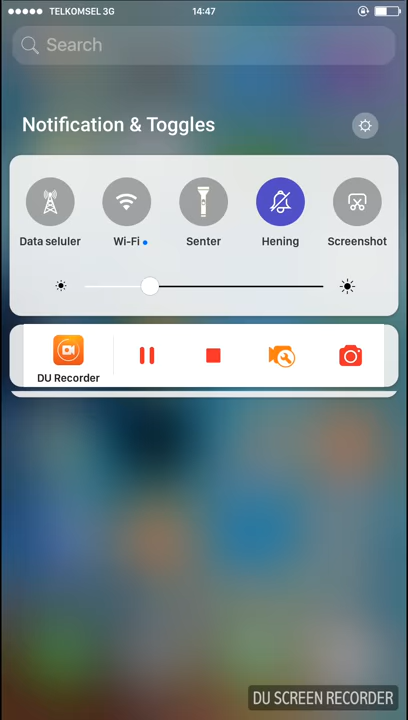 TELKOMSEL 3G 14:47
Search
Notification & Toggles
Data seluler Wi-Fi Senter Hening Screenshot
DU Recorder
DU SCREEN RECORDER